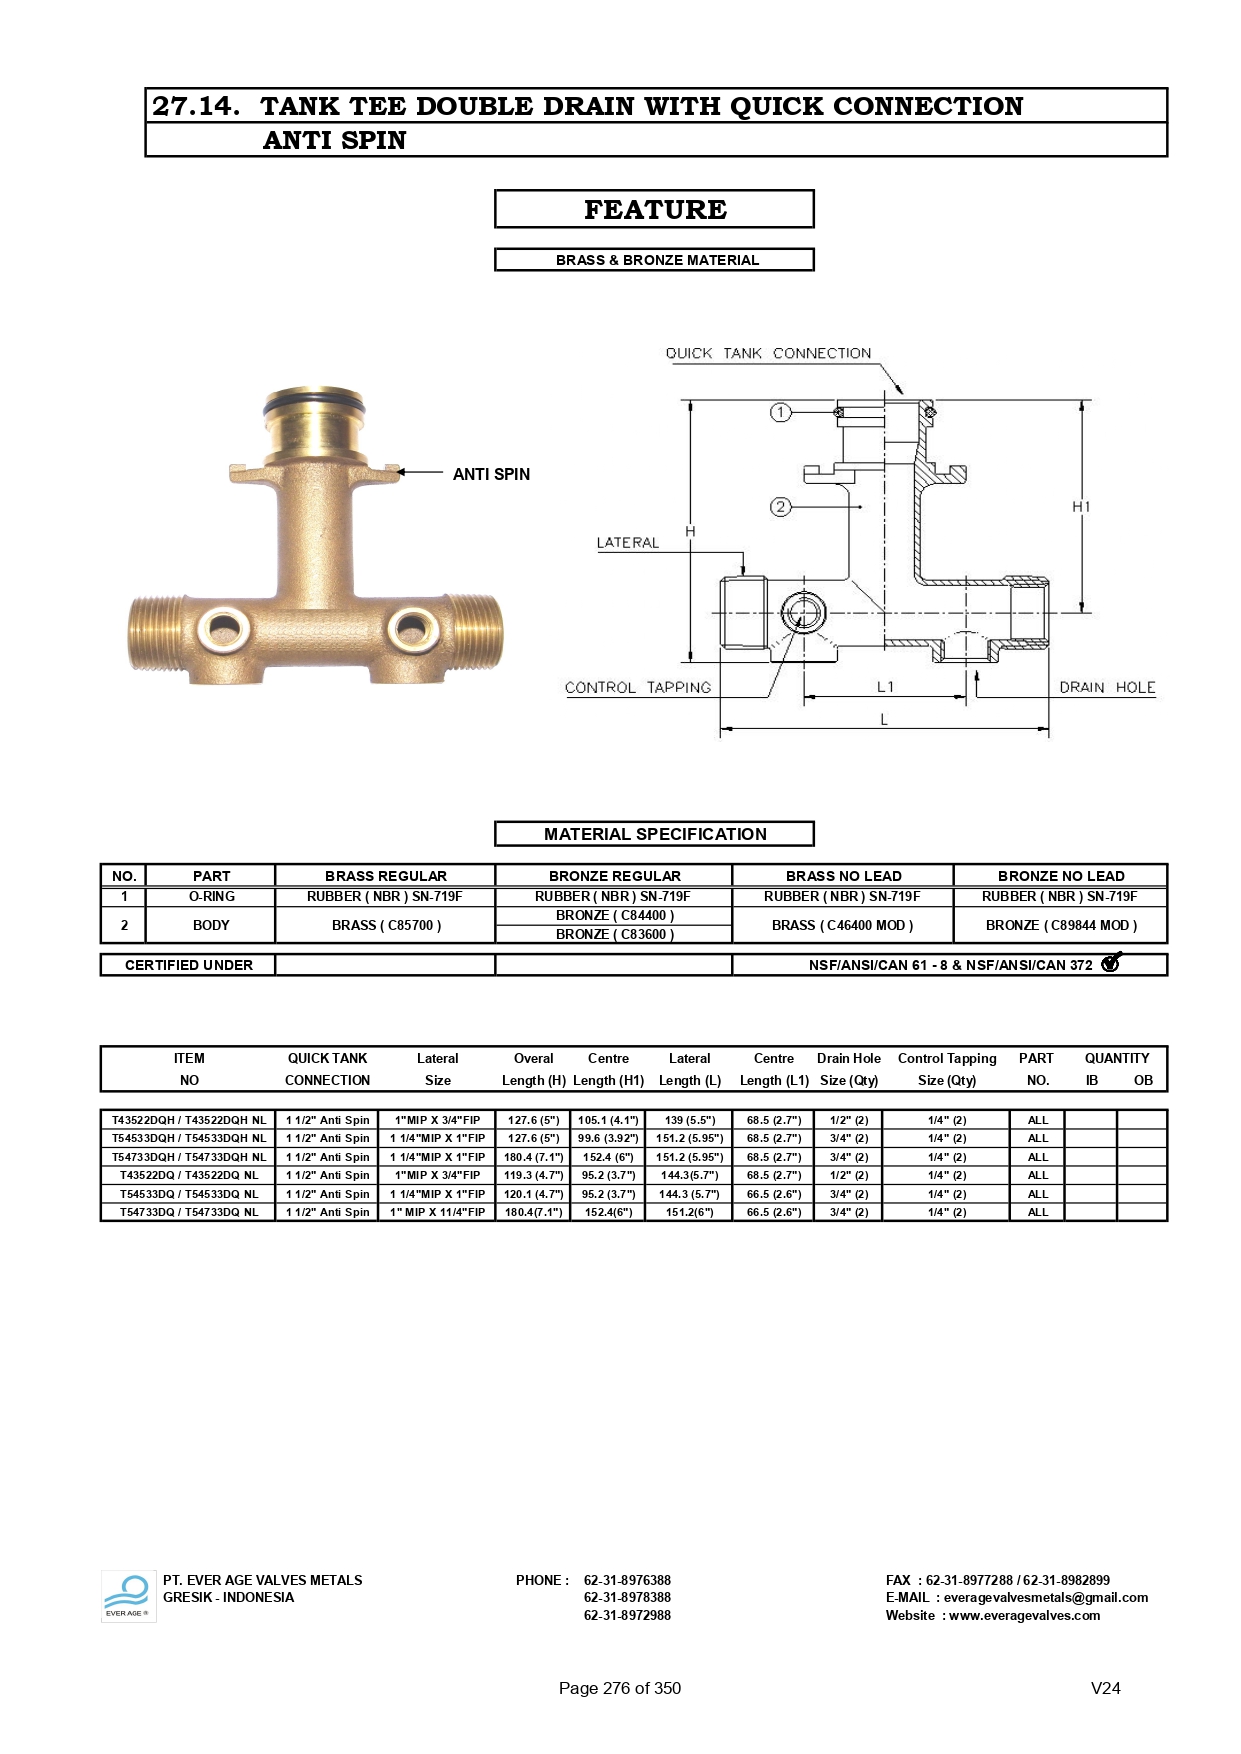 27.14. TANK TEE DOUBLE DRAIN WITH QUICK CONNECTION
ANTI SPIN
FEATURE
BRASS & BRONZE MATERIAL
QUICK TANK CONNECTION
1
ANTI SPIN
2
H
H1
LATERAL
CONTROL TAPPING
L1
DRAIN HOLE
L
MATERIAL SPECIFICATION
NO. PART BRASS REGULAR BRONZE REGULAR BRASS NO LEAD BRONZE NO LEAD
1 O-RING RUBBER ( NBR ) SN-719F RUBBER ( NBR ) SN-719F RUBBER ( NBR ) SN-719F RUBBER ( NBR ) SN-719F
2 BODY BRASS ( C85700 ) BRONZE ( C84400 ) BRASS ( C46400 MOD ) BRONZE ( C89844 MOD )
BRONZE ( C83600 )
CERTIFIED UNDER NSF/ANSI/CAN 61 - 8 & NSF/ANSI/CAN 372
ITEM QUICK TANK Lateral Overal Centre Lateral Centre Drain Hole Control Tapping PART QUANTITY
NO CONNECTION Size Length (H) Length (H1) Length (L) Length (L1) Size (Qty) Size (Qty) NO. IB OB
T43522DQH / T43522DQH NL 1 1/2" Anti Spin 1"MIP X 3/4"FIP 127.6 (5") 105.1 (4.1") 139 (5.5") 68.5 (2.7") 1/2" (2) 1/4" (2) ALL
T54533DQH / T54533DQH NL 1 1/2" Anti Spin 1 1/4"MIP X 1"FIP 127.6 (5") 99.6 (3.92") 151.2 (5.95") 68.5 (2.7") 3/4" (2) 1/4" (2) ALL
T54733DQH / T54733DQH NL 1 1/2" Anti Spin 1 1/4"MIP X 1"FIP 180.4 (7.1") 152.4 (6") 151.2 (5.95") 68.5 (2.7") 3/4" (2) 1/4" (2) ALL
T43522DQ / T43522DQ NL 1 1/2" Anti Spin 1"MIP X 3/4"FIP 119.3 (4.7") 95.2 (3.7") 144.3(5.7") 68.5 (2.7") 1/2" (2) 1/4" (2) ALL
T54533DQ / T54533DQ NL 1 1/2" Anti Spin 1 1/4"MIP X 1"FIP 120.1 (4.7") 95.2 (3.7") 144.3 (5.7") 66.5 (2.6") 3/4" (2) 1/4" (2) ALL
T54733DQ / T54733DQ NL 1 1/2" Anti Spin 1" MIP X 11/4"FIP 180.4(7.1") 152.4(6") 151.2(6") 66.5 (2.6") 3/4" (2) 1/4" (2) ALL
EVER AGE ®
PT. EVER AGE VALVES METALS PHONE : 62-31-8976388 FAX : 62-31-8977288 / 62-31-8982899
GRESIK - INDONESIA 62-31-8978388 E-MAIL : everagevalvesmetals@gmail.com
62-31-8972988 Website : www.everagevalves.com
Page 276 of 350 V24